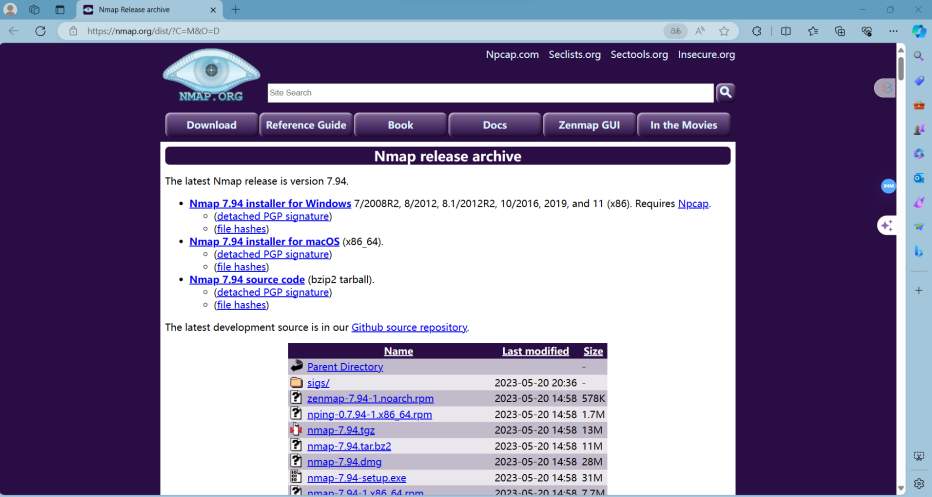 Nmap Release archive
https://nmap.org/dist/?C=M&O=D
Npcap.com Seclists.org Sectools.org Insecure.org
NMAP.ORG
Site Search
Download Reference Guide Book Docs Zenmap GUI In the Movies
Nmap release archive
The latest Nmap release is version 7.94.
Nmap 7.94 installer for Windows 7/2008R2, 8/2012, 8.1/2012R2, 10/2016, 2019, and 11 (x86). Requires Npcap.
(detached PGP signature)
(file hashes)
Nmap 7.94 installer for macOS (x86_64).
(detached PGP signature)
(file hashes)
Nmap 7.94 source code (bzip2 tarball).
(detached PGP signature)
(file hashes)
The latest development source is in our Github source repository.
Name Last modified Size
Parent Directory -
sigs/ 2023-05-20 20:36 -
zenmap-7.94-1.noarch.rpm 2023-05-20 14:58 578K
nping-0.7.94-1.x86_64.rpm 2023-05-20 14:58 1.7M
nmap-7.94.tgz 2023-05-20 14:58 13M
nmap-7.94.tar.bz2 2023-05-20 14:58 11M
nmap-7.94.dmg 2023-05-20 14:58 28M
nmap-7.94-setup.exe 2023-05-20 14:58 31M
nmap-7.94-1.x86_64.rpm 2023-05-20 14:58 7.7M